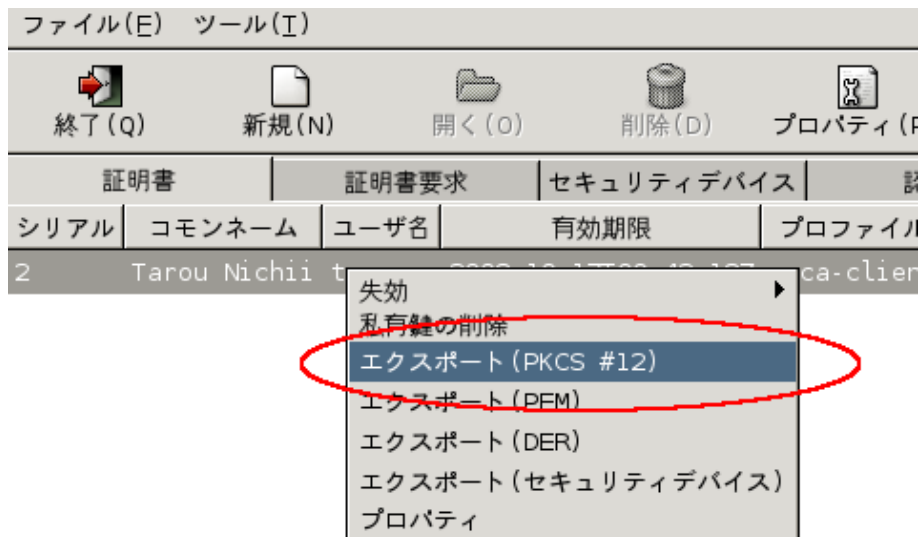 ファイル(F) ツール(T)
終了(Q) 新規(N) 開く(O) 削除(D) プロパティ(P
証明書 証明書要求 セキュリティデバイス
シリアル コモンネーム ユーザ名 有効期限 プロファイル
2 Tarou Nichii ca-clien
失効
私有鍵の削除
エクスポート(PKCS #12)
エクスポート(PEM)
エクスポート(DER)
エクスポート(セキュリティデバイス)
プロパティ